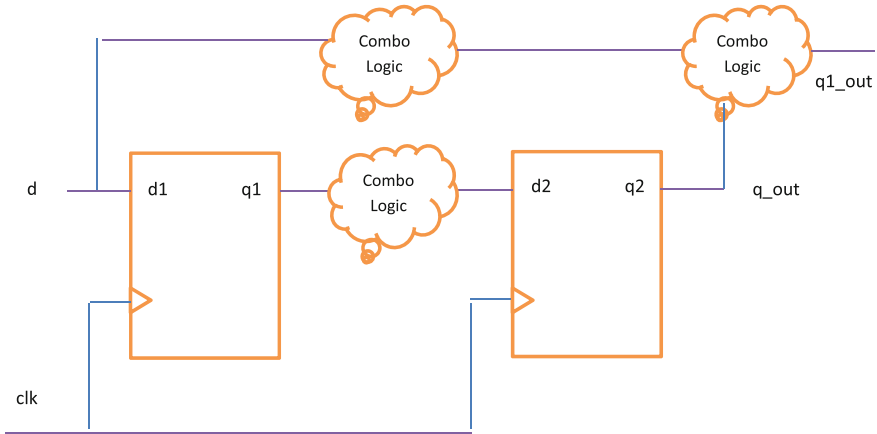 Combo
Logic
Combo
Logic
q1_out
d
d1
q1
Combo
Logic
d2
q2
q_out
clk